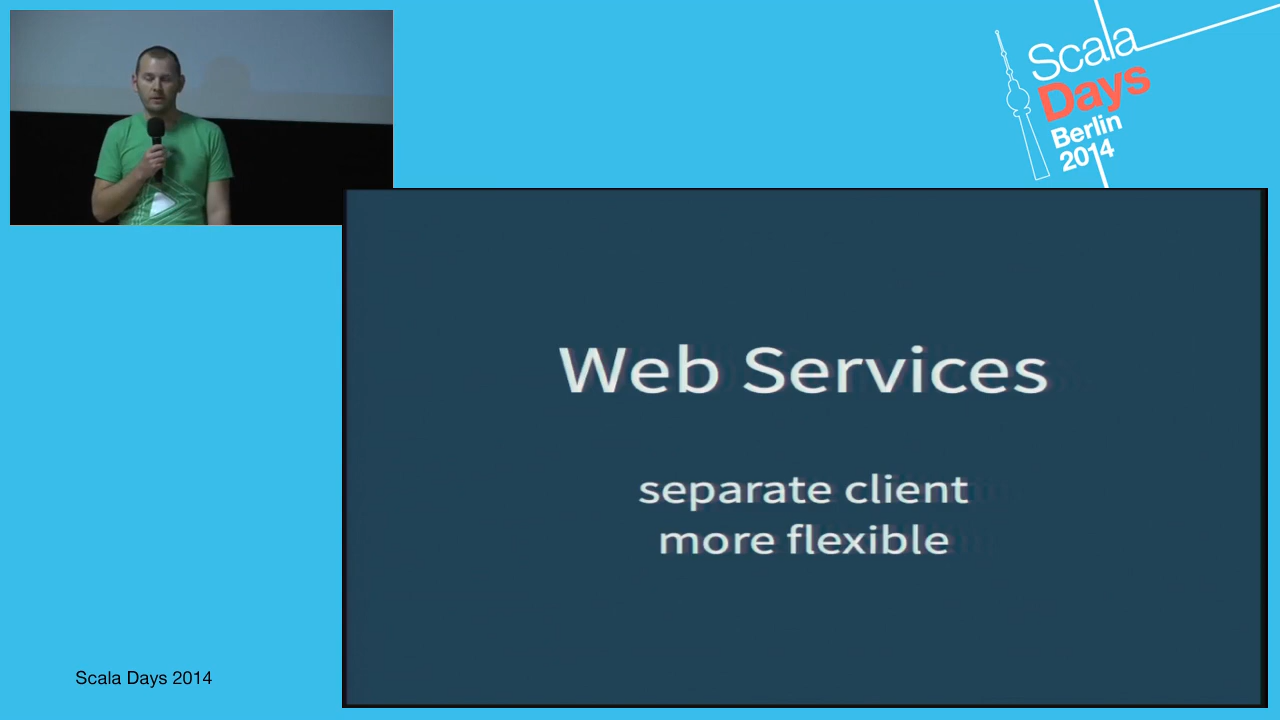 Scala
Days
Berlin
2014
Web Services
separate client
more flexible
Scala Days 2014